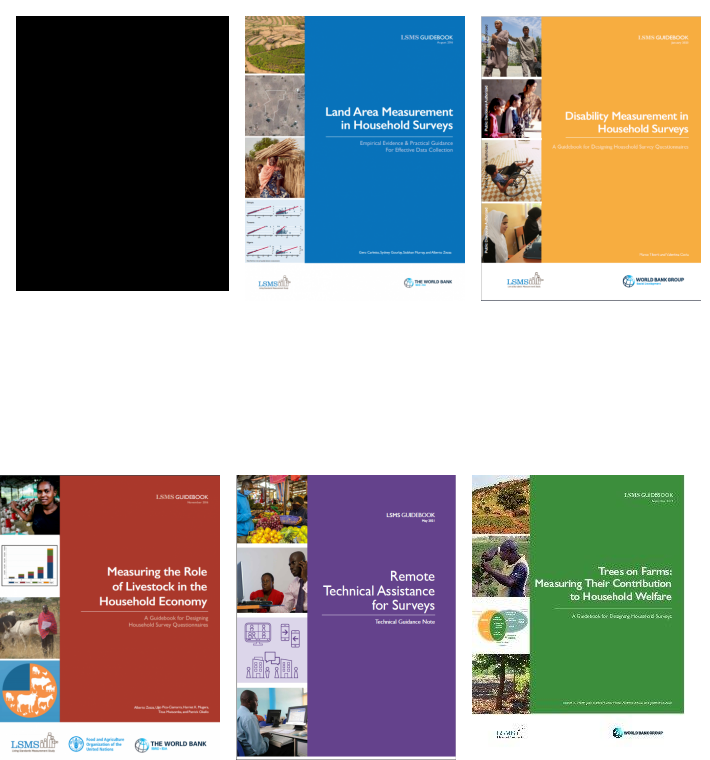 LSMS GUIDEBOOK
Land Area Measurement
in Household Surveys
Empirical Evidence & Practical Guidance
For Effective Data Collection
LSMS
THE WORLD BANK
LSMS GUIDEBOOK
Disability Measurement in
Household Surveys
A Guidebook for Designing Household Survey Questionnaires
LSMS
WORLD BANK GROUP
LSMS GUIDEBOOK
Measuring the Role
of Livestock in the
Household Economy
A Guidebook for Designing
Household Survey Questionnaires
LSMS
Living Standards Measurement Study
Food and Agriculture
Organization of the
United Nations
THE WORLD BANK
LSMS GUIDEBOOK
May 2021
Remote
Technical Assistance
for Surveys
Technical Guidance Note
LSMS GUIDEBOOK
Trees on Farms:
Measuring Their Contribution
to Household Welfare
A Guidebook for Designing Household Surveys
LSMS
WORLD BANK GROUP